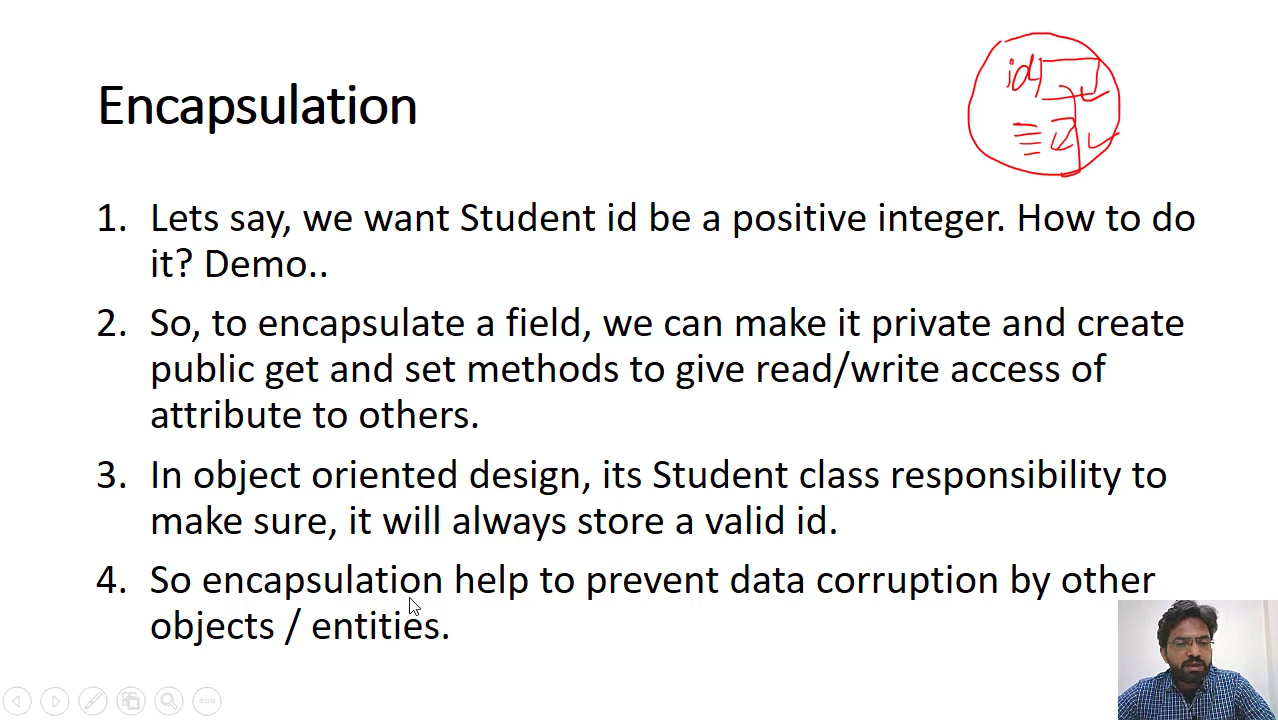 Encapsulation
id
1. Lets say, we want Student id be a positive integer. How to do
it? Demo..
2. So, to encapsulate a field, we can make it private and create
public get and set methods to give read/write access of
attribute to others.
3. In object oriented design, its Student class responsibility to
make sure, it will always store a valid id.
4. So encapsulation help to prevent data corruption by other
objects / entities.